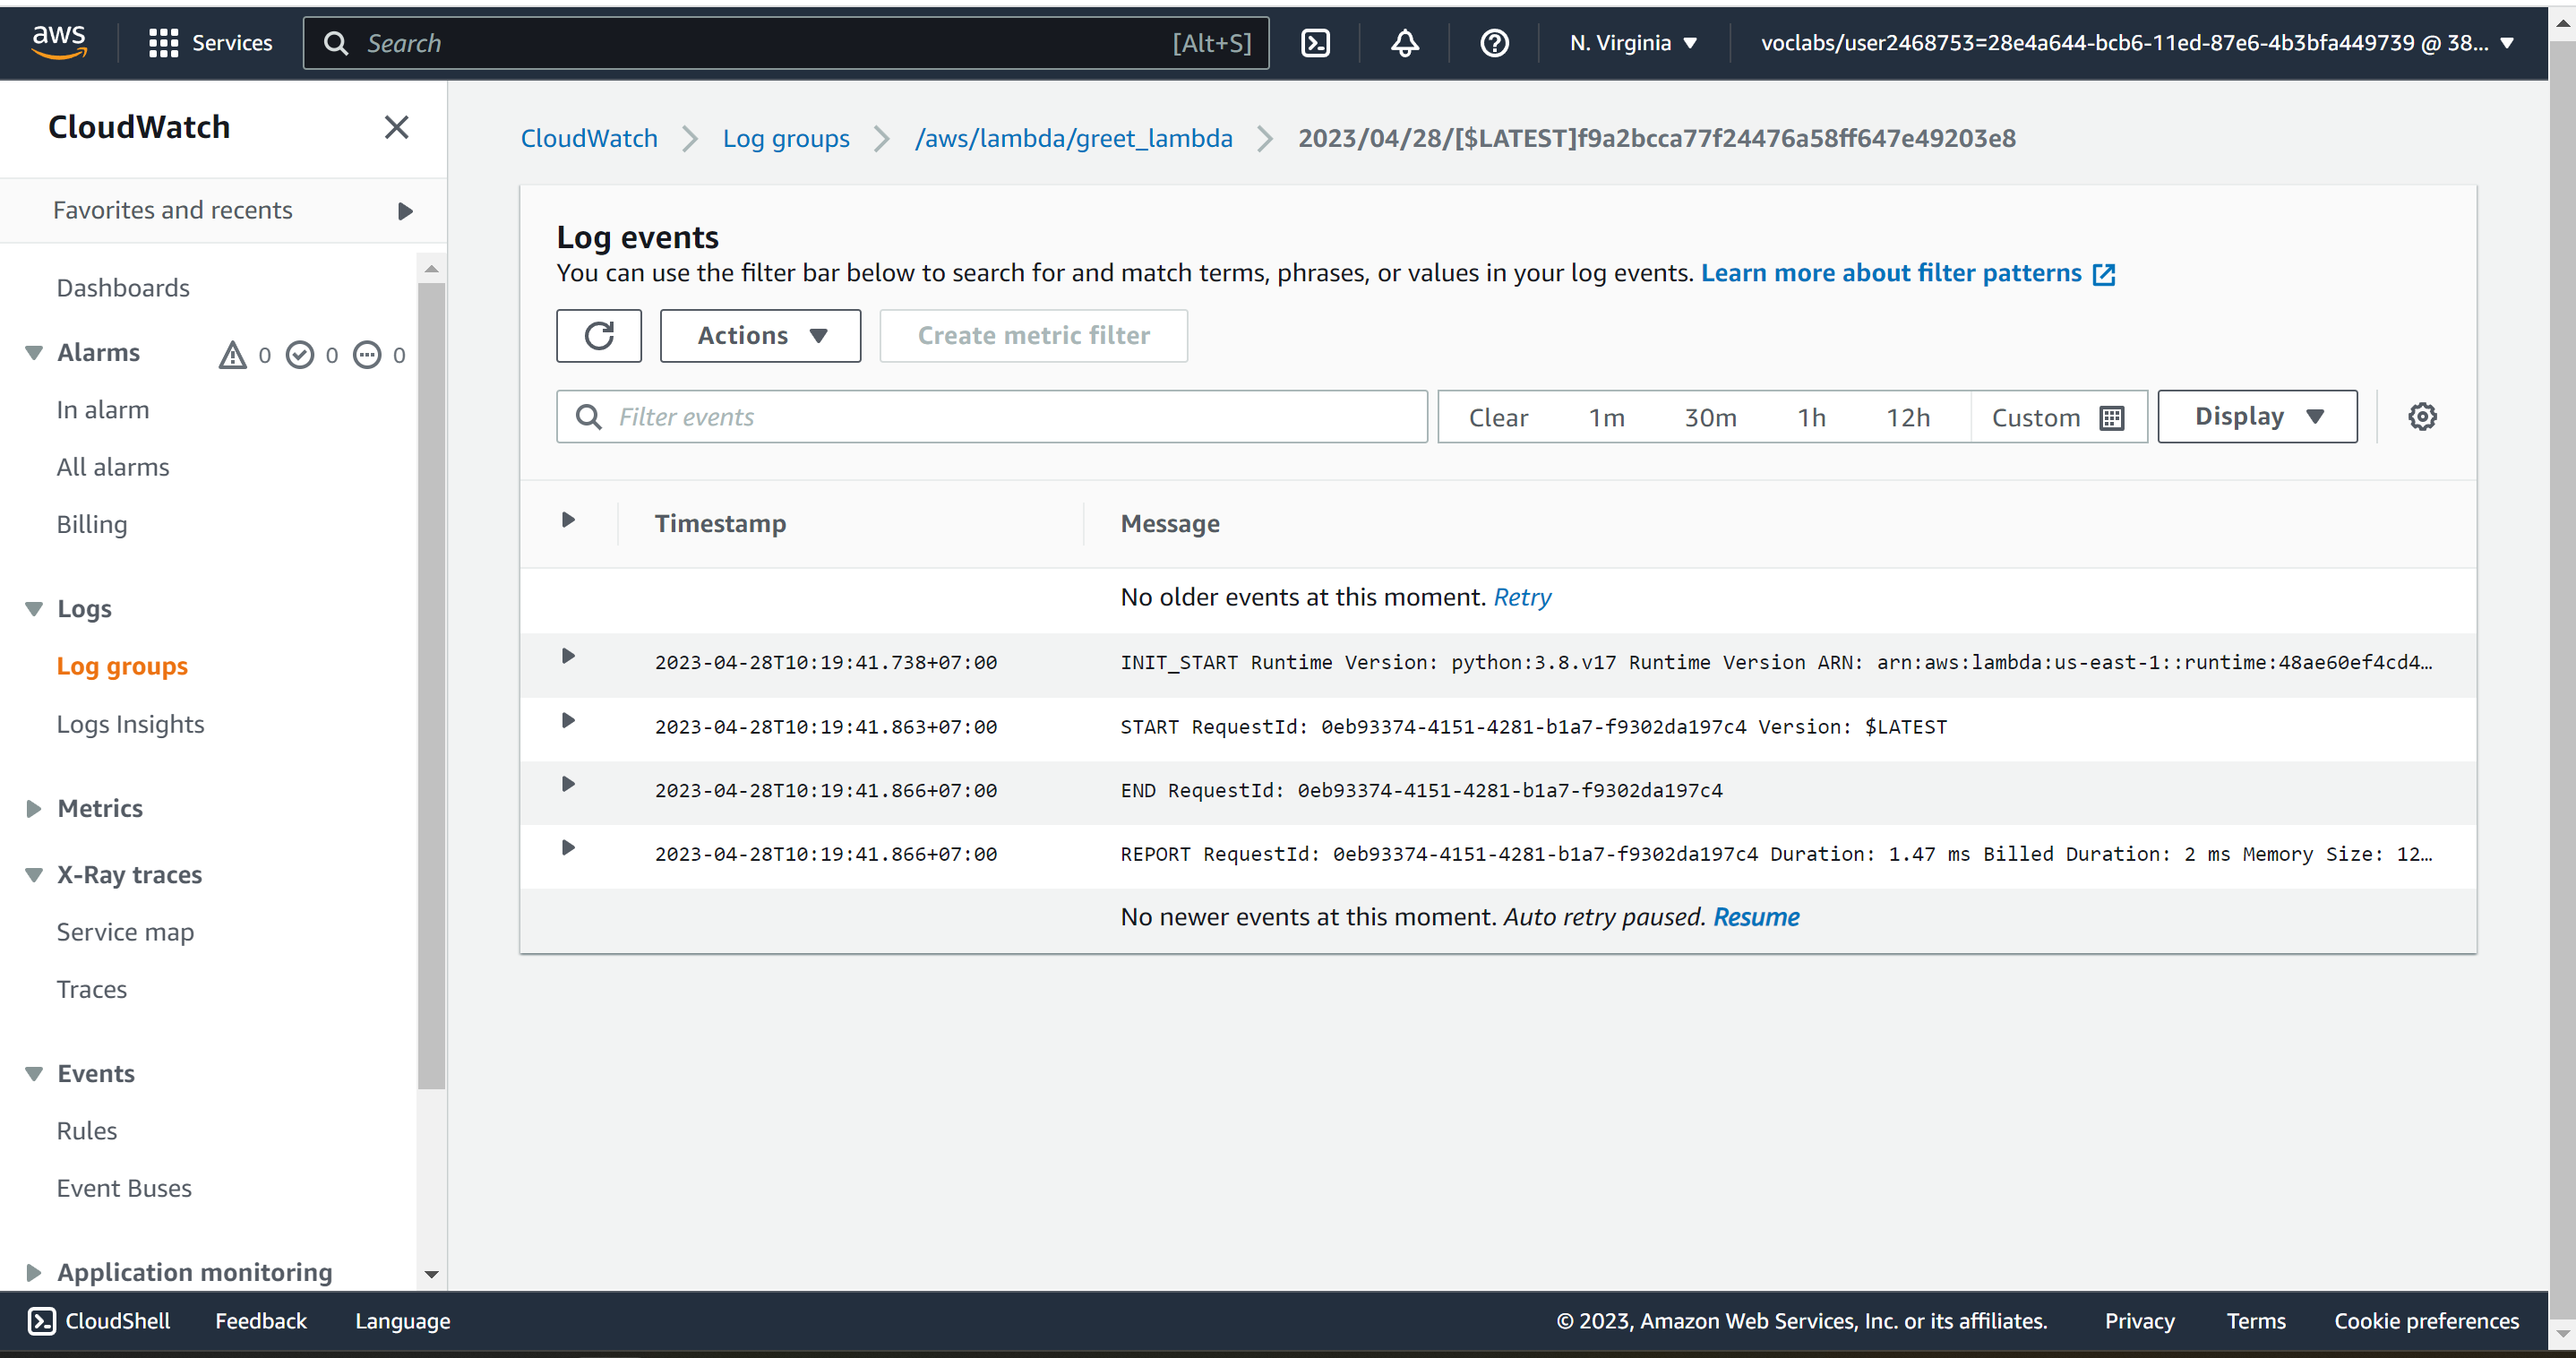 aws Services Search [Alt+S] N. Virginia voclabs/user2468753=28e4a644-bcb6-11ed-87e6-4b3bfa449739 @ 38...
CloudWatch
Favorites and recents
Dashboards
Alarms 0 0 0
In alarm
All alarms
Billing
Logs
Log groups
Logs Insights
Metrics
X-Ray traces
Service map
Traces
Events
Rules
Event Buses
Application monitoring
CloudWatch Log groups /aws/lambda/greet_lambda 2023/04/28/[$LATEST]f9a2bcca77f24476a58ff647e49203e8
Log events
You can use the filter bar below to search for and match terms, phrases, or values in your log events. Learn more about filter patterns
Actions Create metric filter
Filter events Clear 1m 30m 1h 12h Custom Display
Timestamp Message
No older events at this moment. Retry
2023-04-28T10:19:41.738+07:00 INIT_START Runtime Version: python:3.8.v17 Runtime Version ARN: arn:aws:lambda:us-east-1::runtime:48ae60ef4cd4…
2023-04-28T10:19:41.863+07:00 START RequestId: 0eb93374-4151-4281-b1a7-f9302da197c4 Version: $LATEST
2023-04-28T10:19:41.866+07:00 END RequestId: 0eb93374-4151-4281-b1a7-f9302da197c4
2023-04-28T10:19:41.866+07:00 REPORT RequestId: 0eb93374-4151-4281-b1a7-f9302da197c4 Duration: 1.47 ms Billed Duration: 2 ms Memory Size: 12…
No newer events at this moment. Auto retry paused. Resume
CloudShell Feedback Language © 2023, Amazon Web Services, Inc. or its affiliates. Privacy Terms Cookie preferences